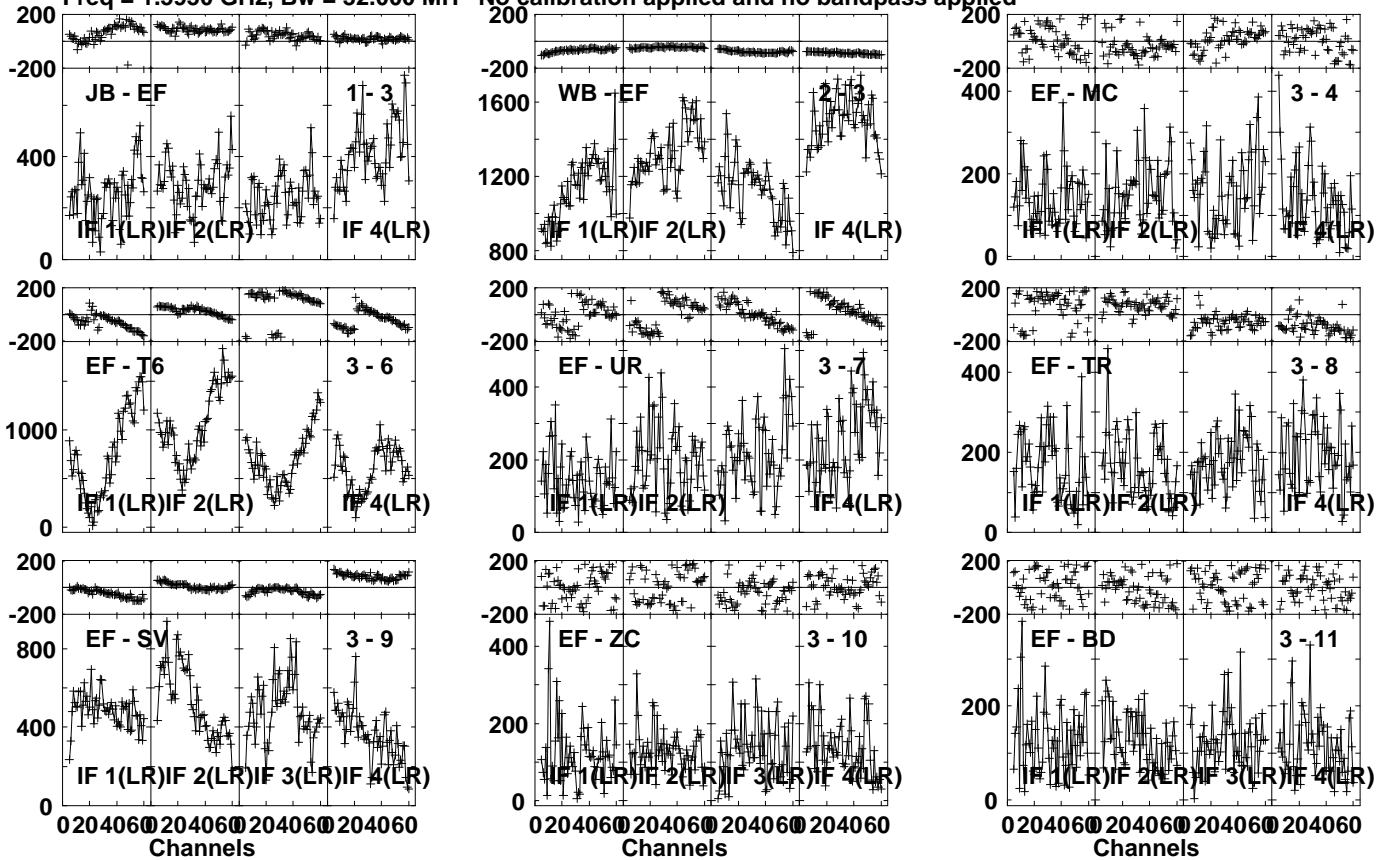 Freq = 1.5990 GHz, Bw = 32.000 MH No calibration applied and no bandpass applied
200
-200
JB - EF 1 - 3
400
0
IF 1(LR) IF 2(LR) IF 4(LR)
WB - EF 2 - 3
1600
1200
800
IF 1(LR) IF 2(LR) IF 4(LR)
200
-200
EF - MC 3 - 4
400
200
0
IF 1(LR) IF 2(LR) IF 4(LR)
200
-200
EF - T6 3 - 6
1000
0
IF 1(LR) IF 2(LR) IF 4(LR)
200
-200
EF - UR 3 - 7
400
200
0
IF 1(LR) IF 2(LR) IF 4(LR)
200
-200
EF - TR 3 - 8
400
200
0
IF 1(LR) IF 2(LR) IF 4(LR)
200
-200
EF - SV 3 - 9
800
400
0
IF 1(LR) IF 2(LR) IF 3(LR) IF 4(LR)
0 20 40 60 0 20 40 60 0 20 40 60 0 20 40 60
Channels
200
-200
EF - ZC 3 - 10
400
200
0
IF 1(LR) IF 2(LR) IF 3(LR) IF 4(LR)
0 20 40 60 0 20 40 60 0 20 40 60 0 20 40 60
Channels
200
-200
EF - BD 3 - 11
200
0
IF 1(LR) IF 2(LR) IF 3(LR) IF 4(LR)
0 20 40 60 0 20 40 60 0 20 40 60 0 20 40 60
Channels